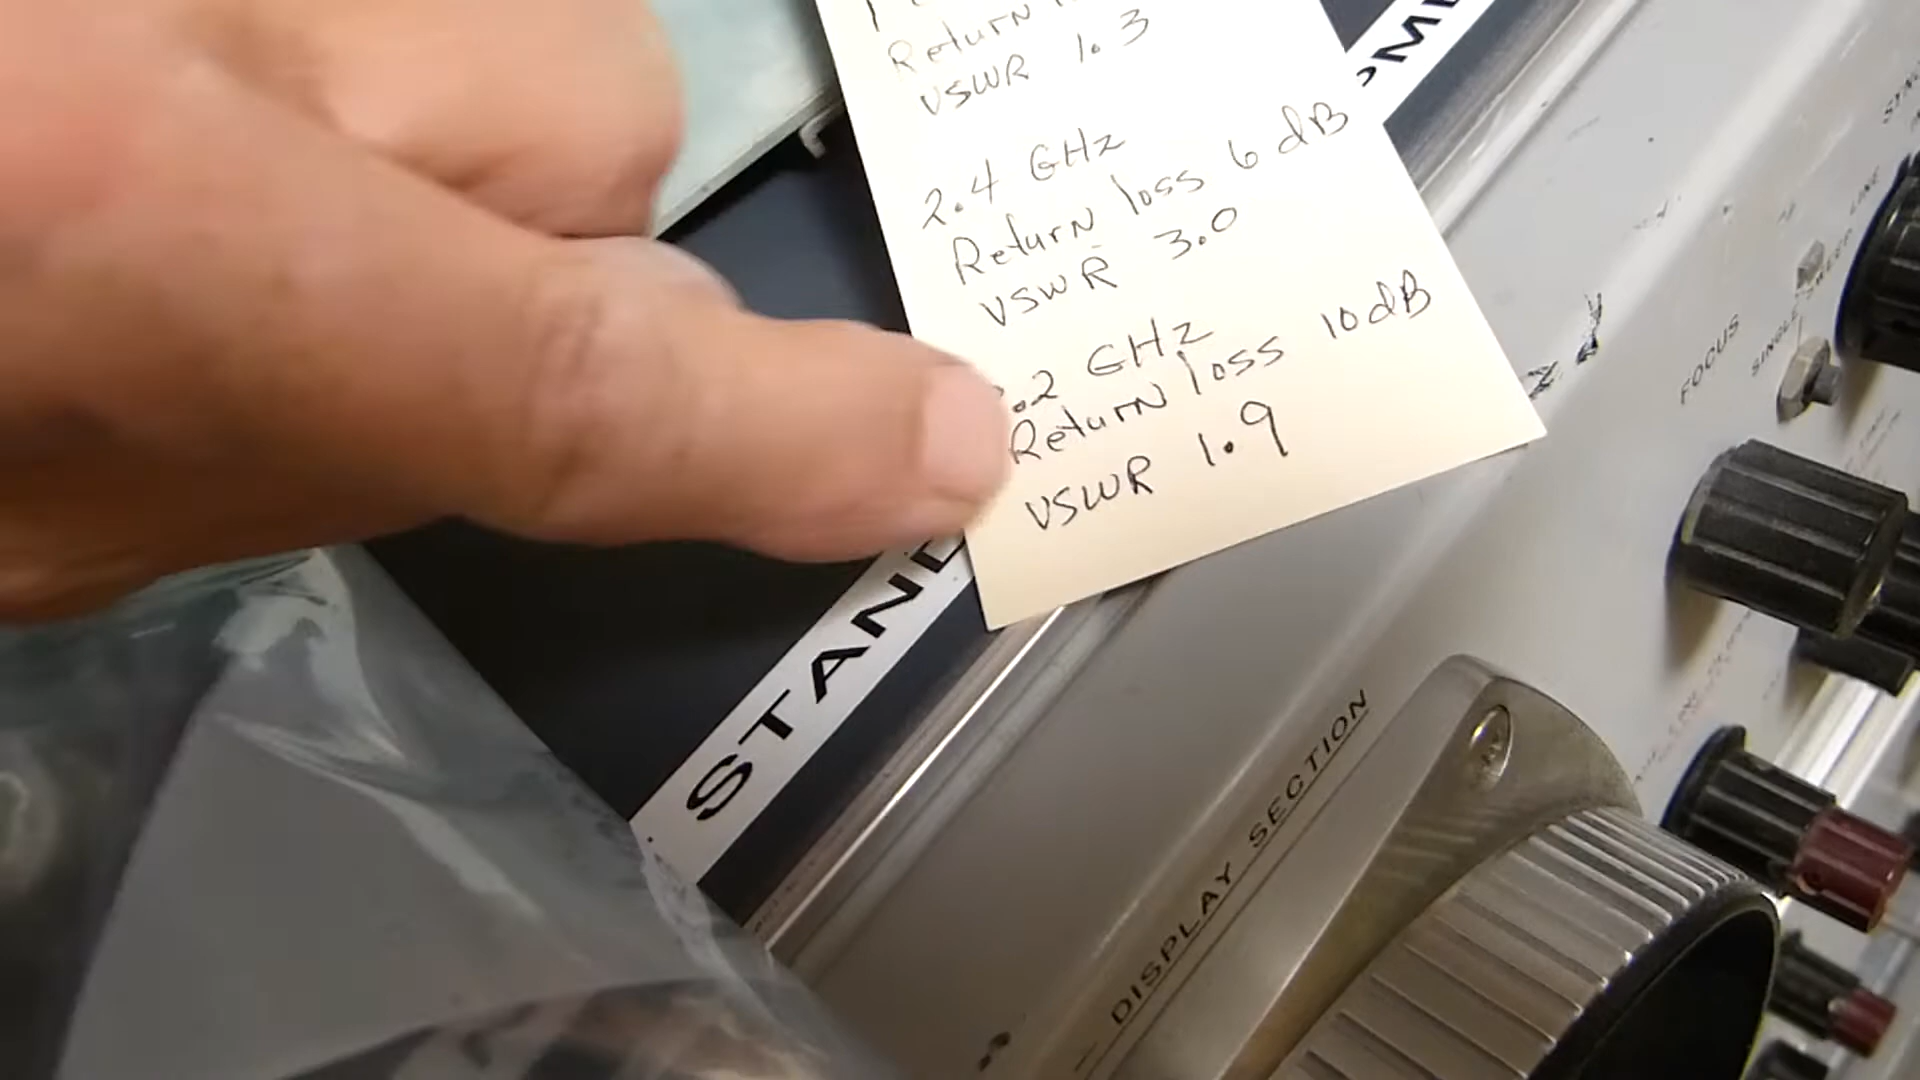 Return
VSWR 1.3
2.4 GHz
Return loss 6 dB
VSWR 3.0
.2 GHz
Return loss 10 dB
VSWR 1.9
STAND
DISPLAY SECTION
FOCUS
SINGLE